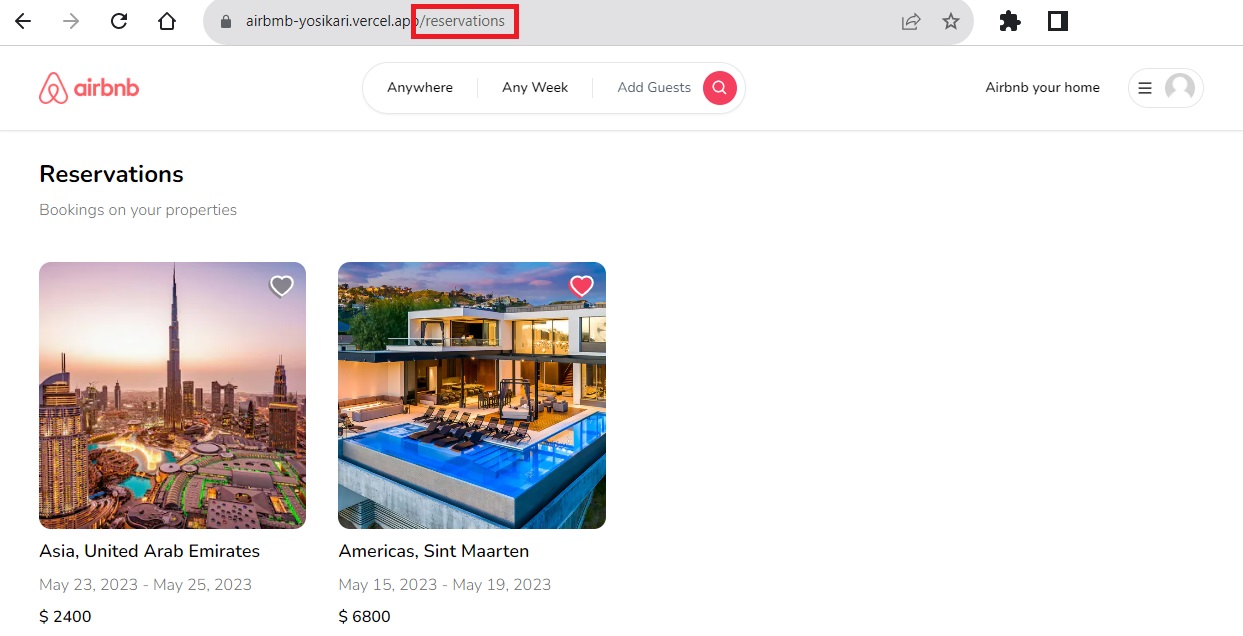 airbmb-yosikari.vercel.app/reservations
airbnb
Anywhere
Any Week
Add Guests
Airbnb your home
Reservations
Bookings on your properties
Asia, United Arab Emirates
May 23, 2023 - May 25, 2023
$ 2400
Americas, Sint Maarten
May 15, 2023 - May 19, 2023
$ 6800